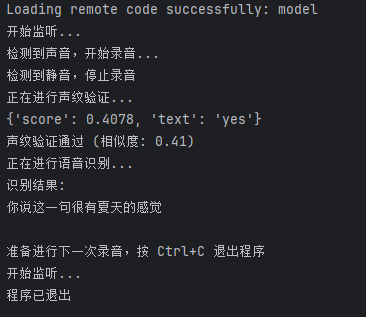 Loading remote code successfully: model
开始监听...
检测到声音，开始录音...
检测到静音，停止录音
正在进行声纹验证...
{'score': 0.4078, 'text': 'yes'}
声纹验证通过 (相似度: 0.41)
正在进行语音识别...
识别结果:
你说这一句很有夏天的感觉
准备进行下一次录音，按 Ctrl+C 退出程序
开始监听...
程序已退出